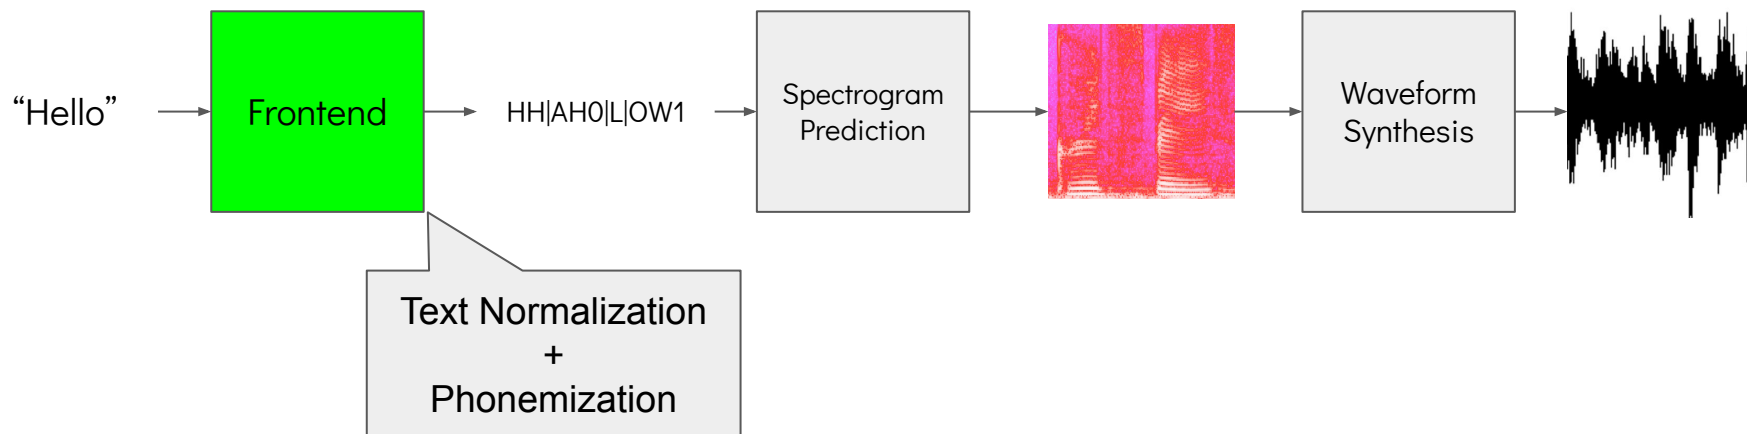 “Hello”
Frontend
HH|AH0|L|OW1
Spectrogram
Prediction
Waveform
Synthesis
Text Normalization
+
Phonemization